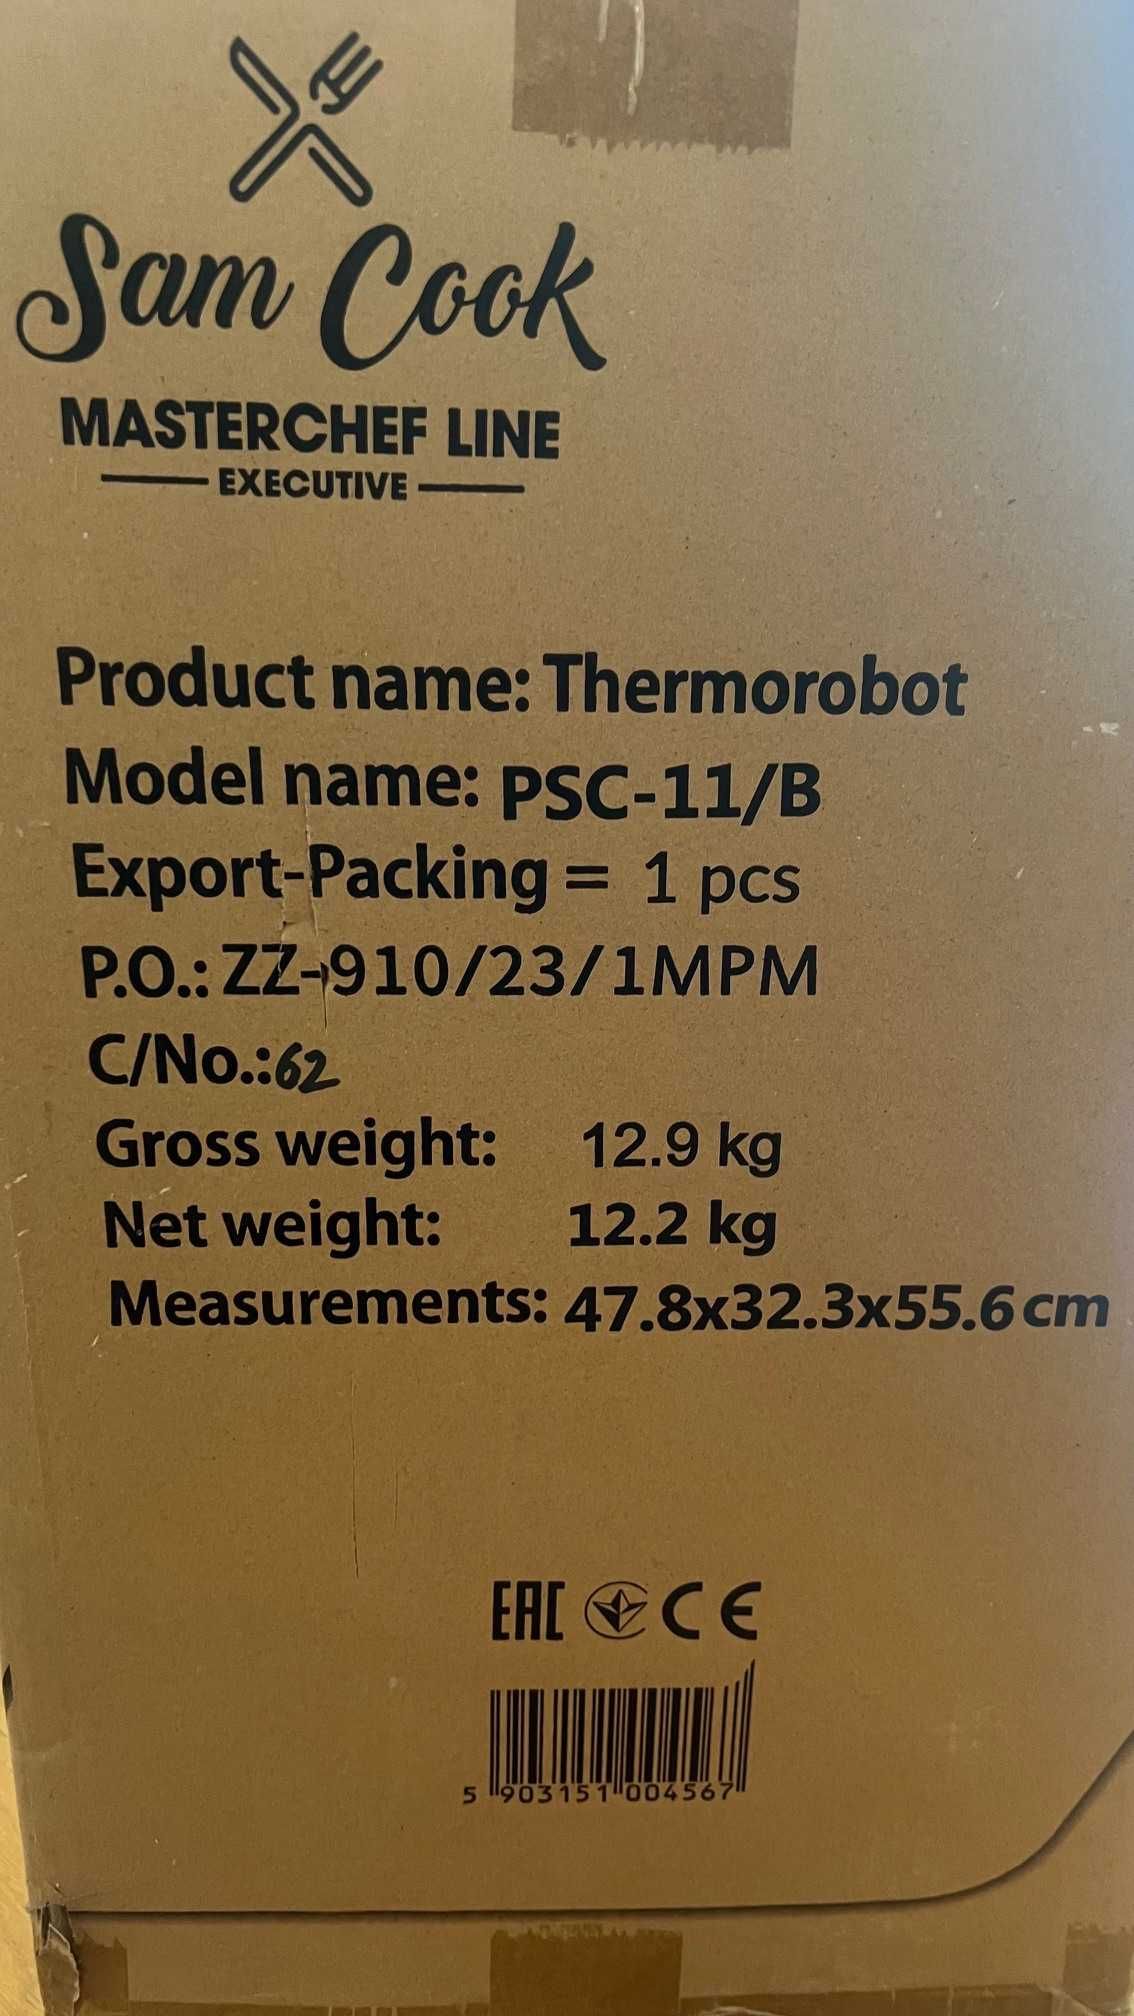 Sam Cook
MASTERCHEF LINE
EXECUTIVE
Product name: Thermorobot
Model name: PSC-11/B
Export-Packing = 1 pcs
P.O.: ZZ-910/23/1MPM
C/No.:62
Gross weight: 12.9 kg
Net weight: 12.2 kg
Measurements: 47.8x32.3x55.6cm
EAC CE
5 903151 004567